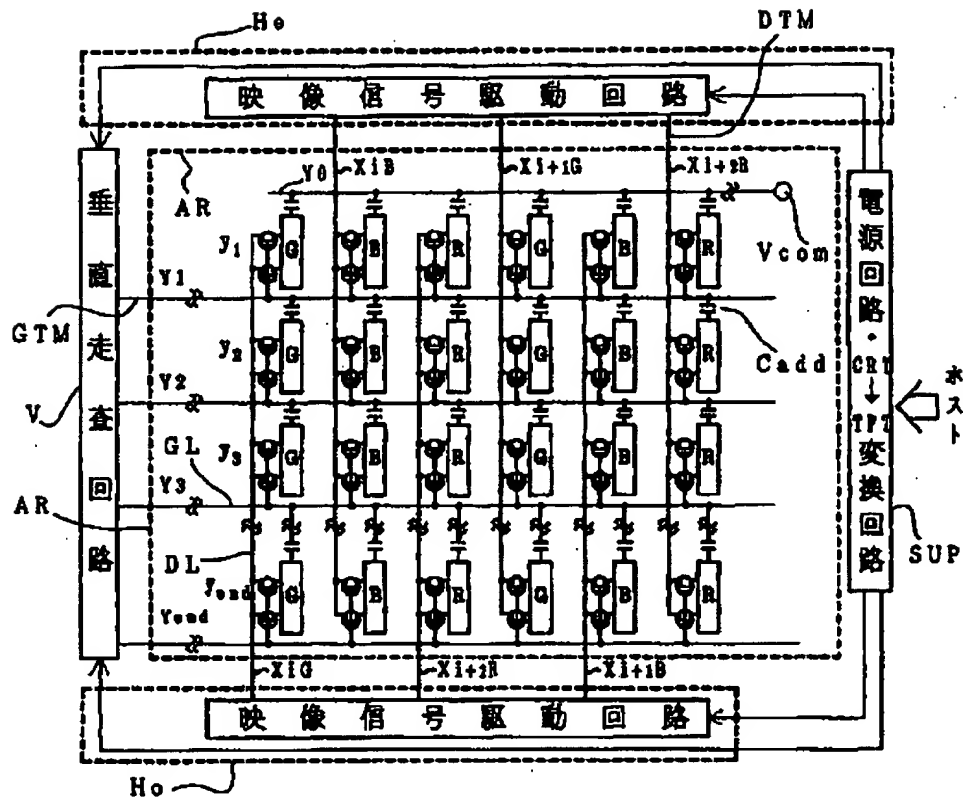 He
DTM
映像信号駆動回路
AR
Y0
XiB
Xi+1G
Xi+2R
Vcom
y1
G
B
R
G
B
R
Y1
GTM
垂直走査回路
V
y2
G
B
R
G
B
R
Cadd
Y2
電源回路・CRT→TFT変換回路
ホスト
y3
G
B
R
G
B
R
GL
Y3
AR
SUP
DL
yend
G
B
R
G
B
R
Yend
XiG
Xi+2R
Xi+1B
映像信号駆動回路
Ho